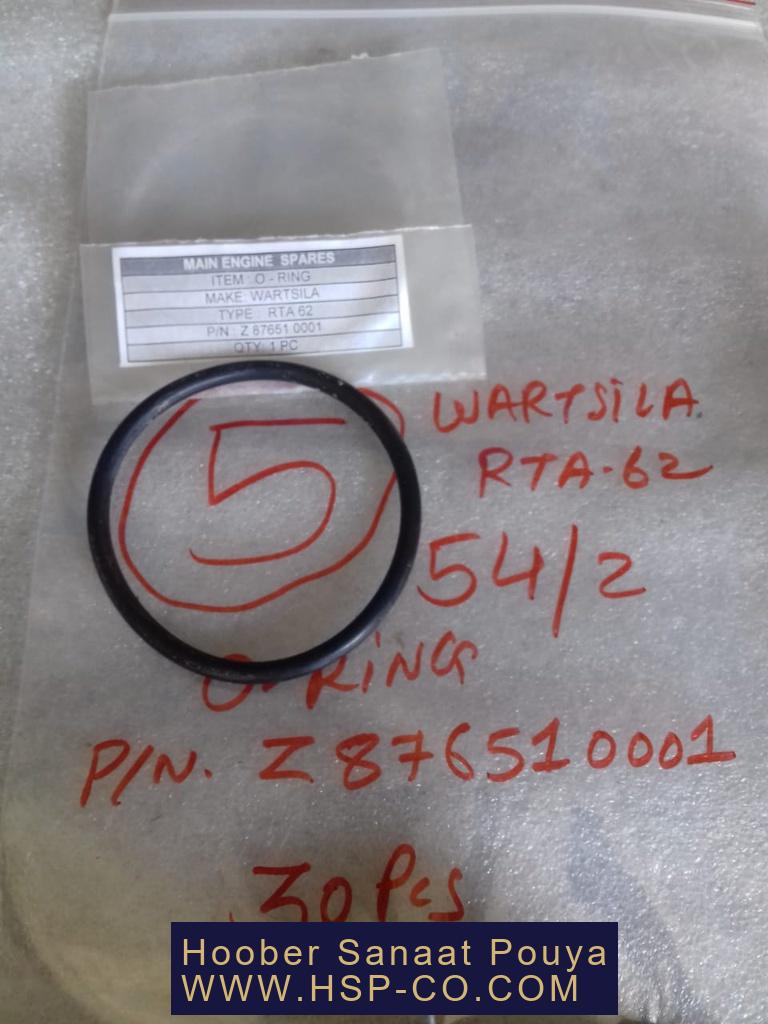 MAIN ENGINE SPARES
ITEM : O - RING
MAKE: WARTSILA
TYPE : RTA 62
P/N : Z 87651 0001
QTY: 1 PC
5
WARTSiLA
RTA-62
54/2
O-RiNG
P/N. Z876510001
30 Pcs
Hoober Sanaat Pouya
WWW.HSP-CO.COM